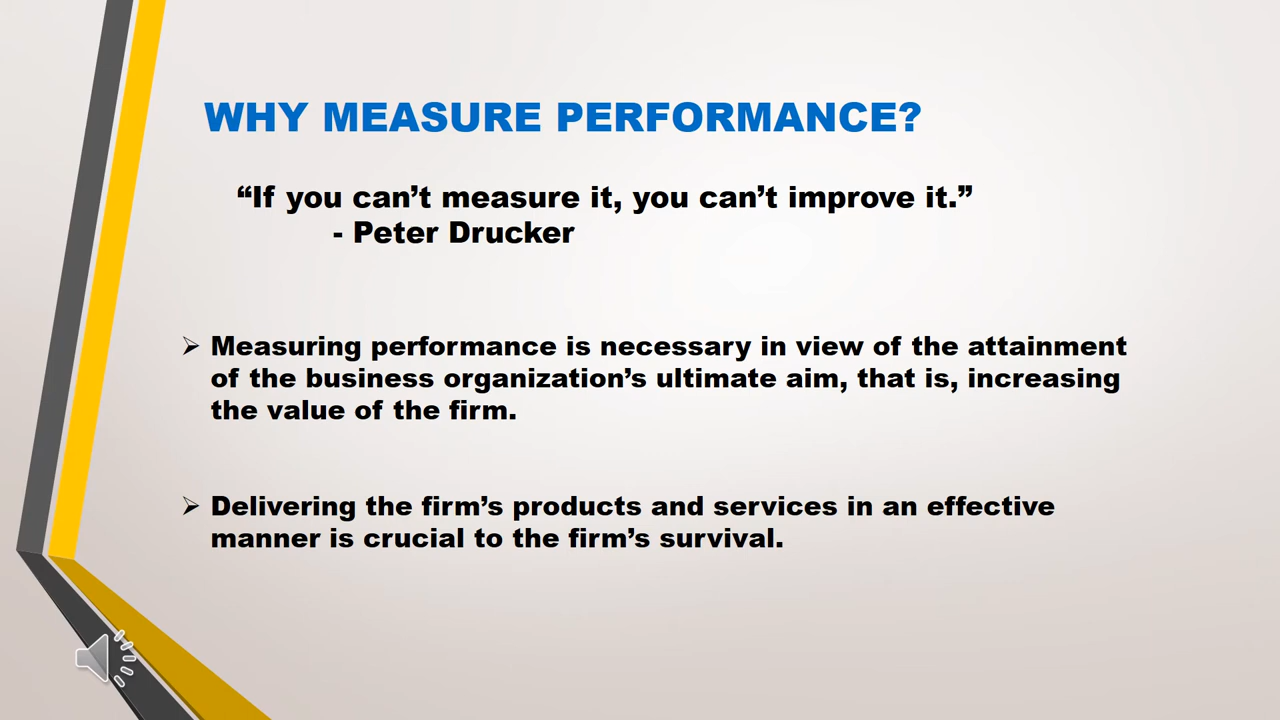 WHY MEASURE PERFORMANCE?
“If you can’t measure it, you can’t improve it.”
- Peter Drucker
➢ Measuring performance is necessary in view of the attainment
of the business organization’s ultimate aim, that is, increasing
the value of the firm.
➢ Delivering the firm’s products and services in an effective
manner is crucial to the firm’s survival.